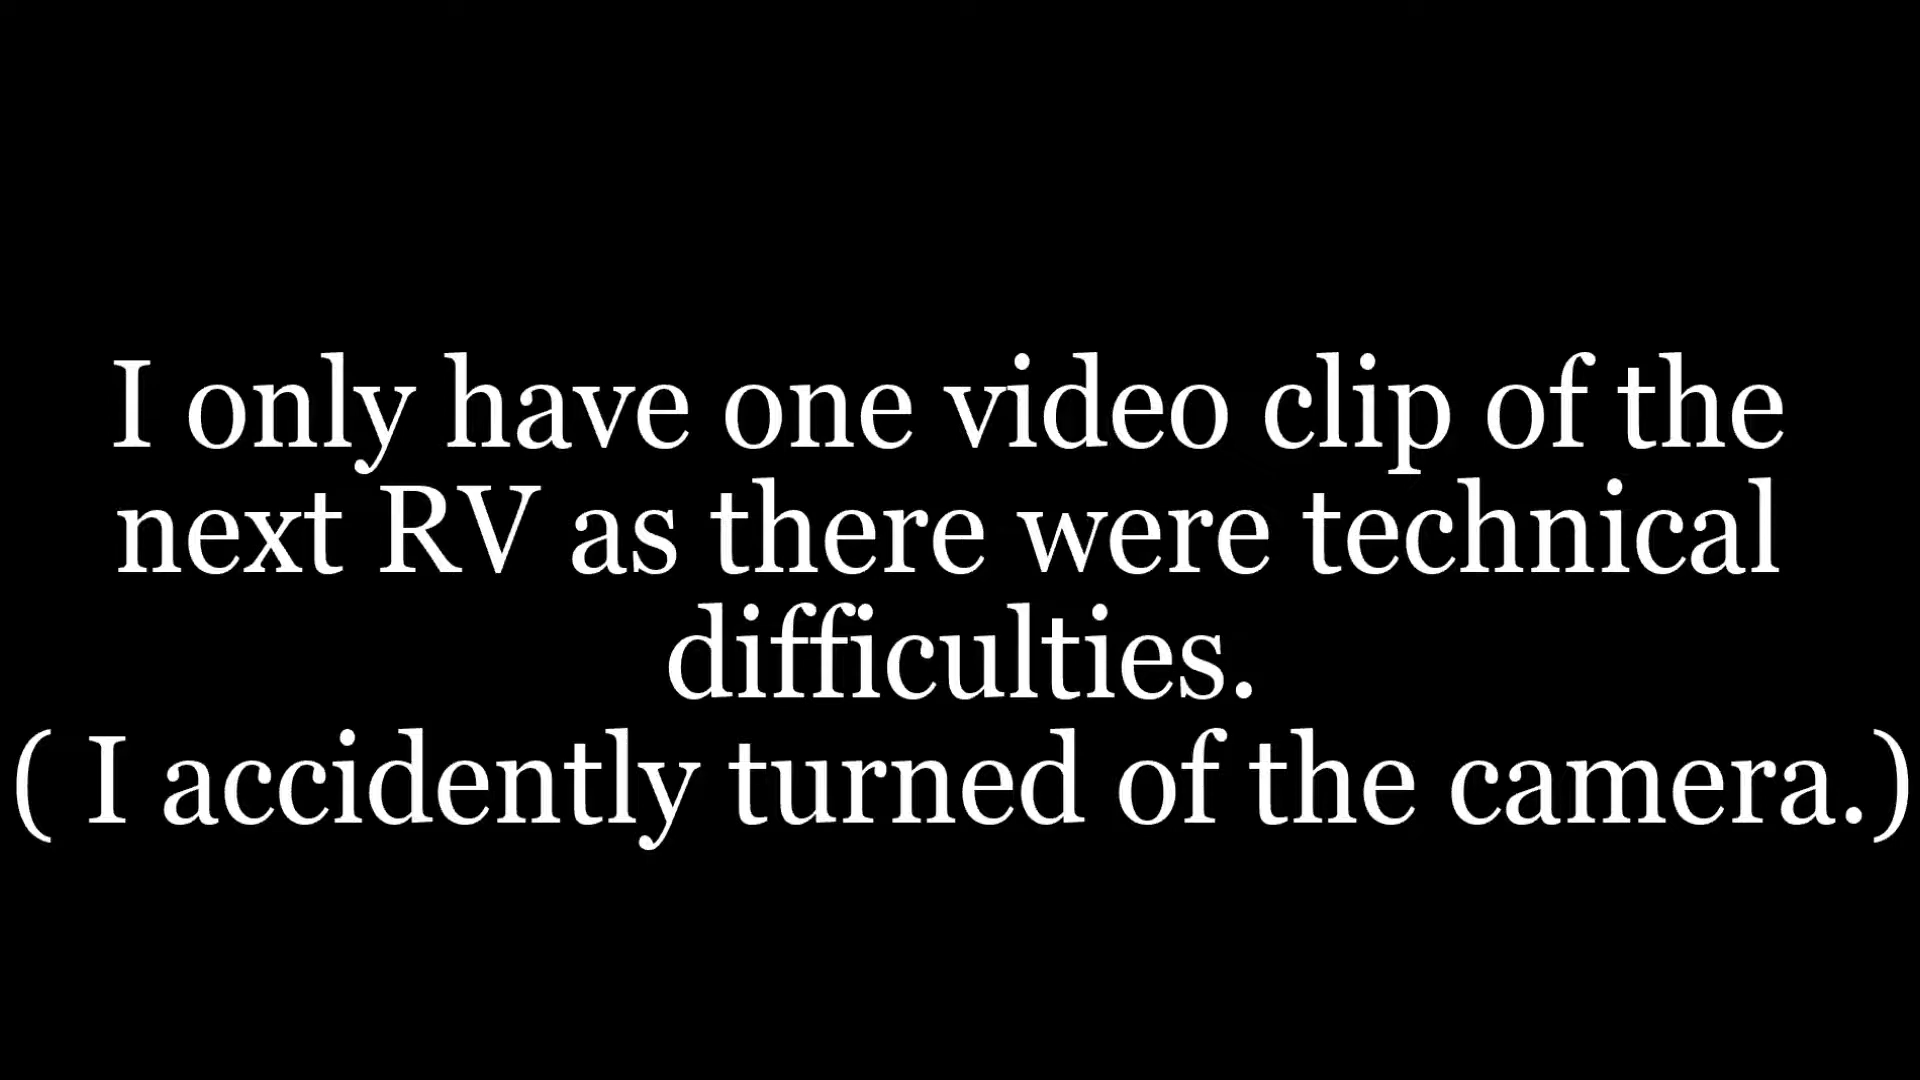 I only have one video clip of the
next RV as there were technical
difficulties.
( I accidently turned of the camera.)